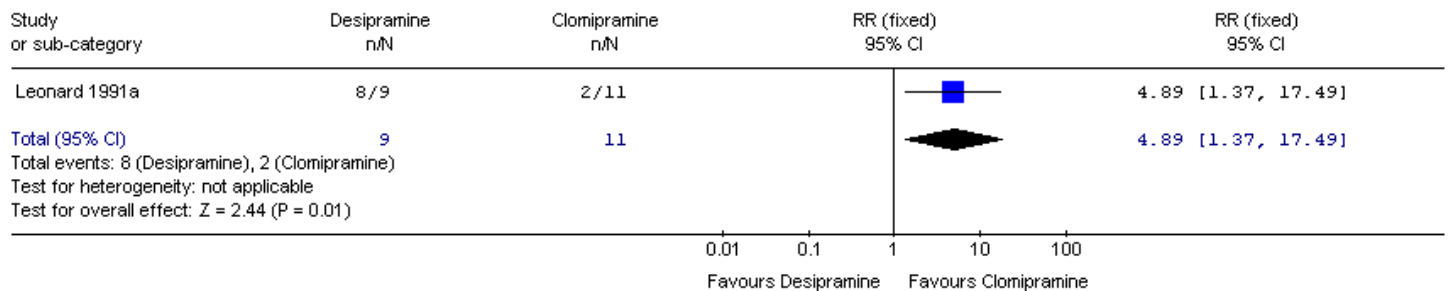 Study Desipramine Clomipramine RR (fixed) RR (fixed)
or sub-category n/N n/N 95% CI 95% CI
Leonard 1991a 8/9 2/11 4.89 [1.37, 17.49]
Total (95% CI) 9 11 4.89 [1.37, 17.49]
Total events: 8 (Desipramine), 2 (Clomipramine)
Test for heterogeneity: not applicable
Test for overall effect: Z = 2.44 (P = 0.01)
0.01 0.1 1 10 100
Favours Desipramine Favours Clomipramine